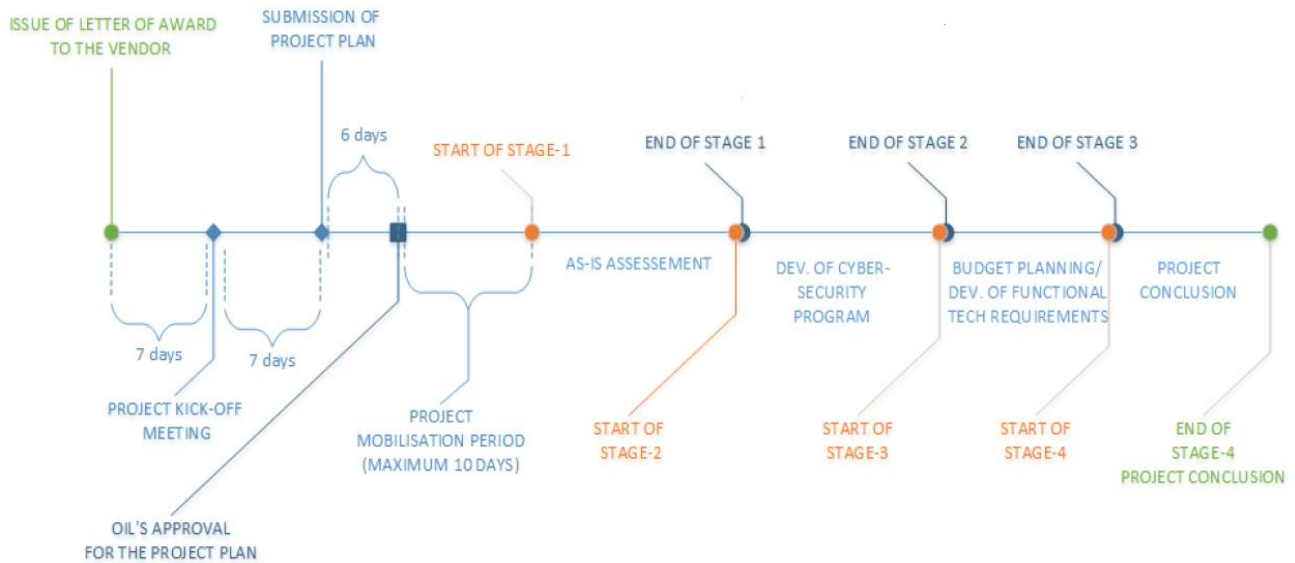 ISSUE OF LETTER OF AWARD
TO THE VENDOR
SUBMISSION OF
PROJECT PLAN
6 days
START OF STAGE-1
END OF STAGE 1
END OF STAGE 2
END OF STAGE 3
AS-IS ASSESSEMENT
DEV. OF CYBER-
SECURITY
PROGRAM
BUDGET PLANNING/
DEV. OF FUNCTIONAL
TECH REQUIREMENTS
PROJECT
CONCLUSION
7 days
7 days
PROJECT KICK-OFF
MEETING
PROJECT
MOBILISATION PERIOD
(MAXIMUM 10 DAYS)
START OF
STAGE-2
START OF
STAGE-3
START OF
STAGE-4
END OF
STAGE-4
PROJECT CONCLUSION
OIL'S APPROVAL
FOR THE PROJECT PLAN